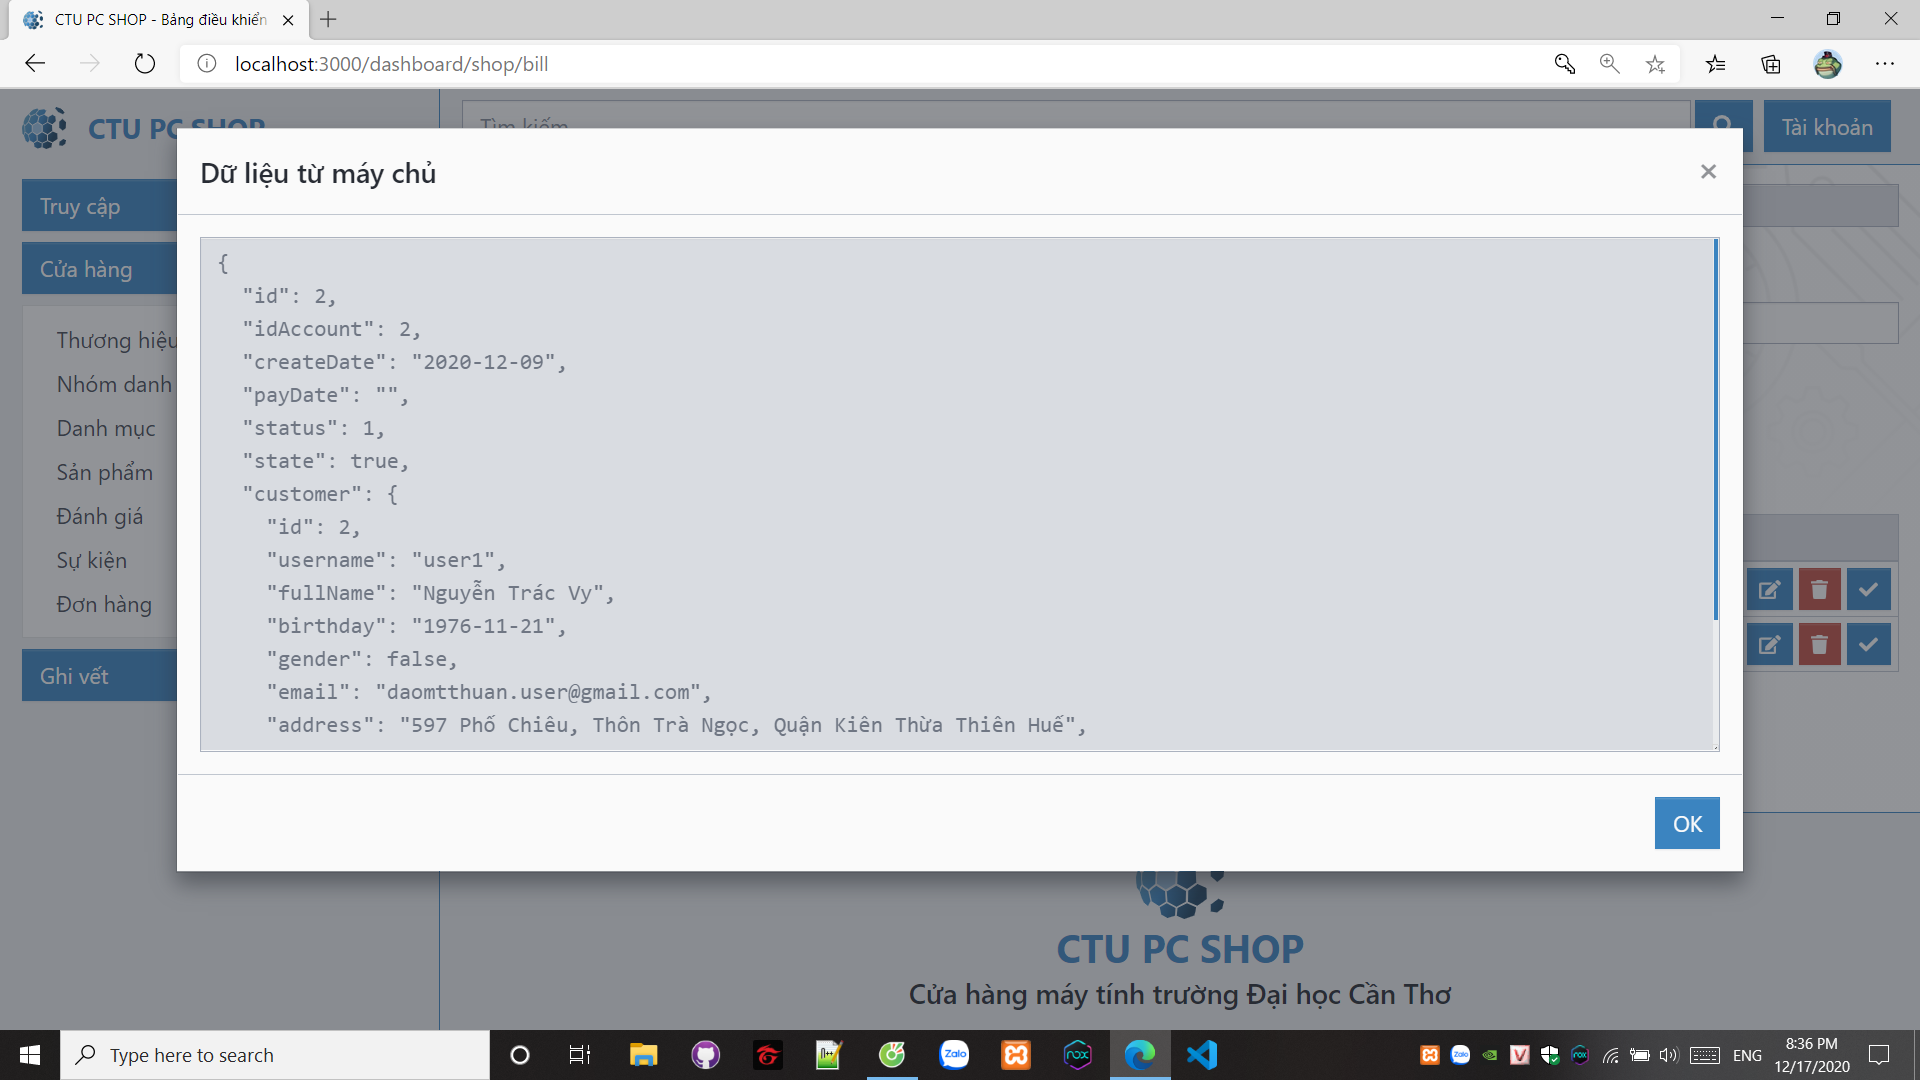 CTU PC SHOP - Bảng điều khiển
localhost:3000/dashboard/shop/bill
CTU PC SHOP
Tìm kiếm
Tài khoản
Truy cập
Cửa hàng
Thương hiệu
Nhóm danh
Danh mục
Sản phẩm
Đánh giá
Sự kiện
Đơn hàng
Ghi vết
Dữ liệu từ máy chủ
{
"id": 2,
"idAccount": 2,
"createDate": "2020-12-09",
"payDate": "",
"status": 1,
"state": true,
"customer": {
"id": 2,
"username": "user1",
"fullName": "Nguyễn Trác Vy",
"birthday": "1976-11-21",
"gender": false,
"email": "daomtthuan.user@gmail.com",
"address": "597 Phố Chiêu, Thôn Trà Ngọc, Quận Kiên Thừa Thiên Huế",
OK
CTU PC SHOP
Cửa hàng máy tính trường Đại học Cần Thơ
Type here to search
Zalo
nox
ENG
8:36 PM
12/17/2020